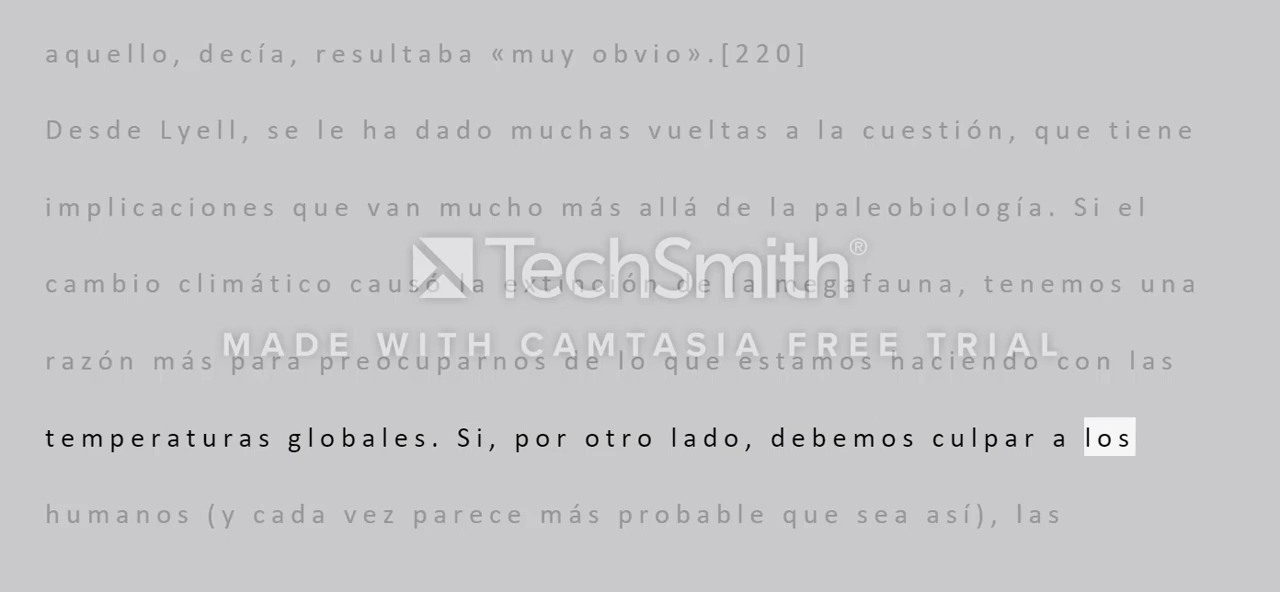 aquello, decía, resultaba «muy obvio».[220]
Desde Lyell, se le ha dado muchas vueltas a la cuestión, que tiene
implicaciones que van mucho más allá de la paleobiología. Si el
cambio climático causó la extinción de la megafauna, tenemos una
TechSmith®
MADE WITH CAMTASIA FREE TRIAL
razón más para preocuparnos de lo que estamos haciendo con las
temperaturas globales. Si, por otro lado, debemos culpar a los
humanos (y cada vez parece más probable que sea así), las